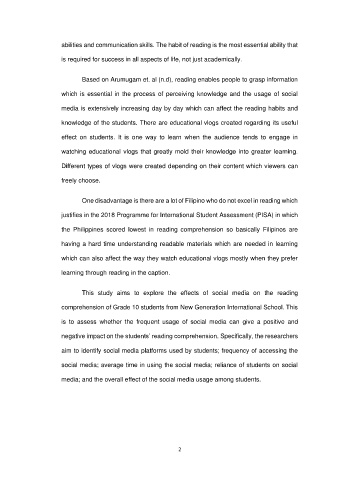 abilities and communication skills. The habit of reading is the most essential ability that
is required for success in all aspects of life, not just academically.
Based on Arumugam et. al (n.d), reading enables people to grasp information
which is essential in the process of perceiving knowledge and the usage of social
media is extensively increasing day by day which can affect the reading habits and
knowledge of the students. There are educational vlogs created regarding its useful
effect on students. It is one way to learn when the audience tends to engage in
watching educational vlogs that greatly mold their knowledge into greater learning.
Different types of vlogs were created depending on their content which viewers can
freely choose.
One disadvantage is there are a lot of Filipino who do not excel in reading which
justifies in the 2018 Programme for International Student Assessment (PISA) in which
the Philippines scored lowest in reading comprehension so basically Filipinos are
having a hard time understanding readable materials which are needed in learning
which can also affect the way they watch educational vlogs mostly when they prefer
learning through reading in the caption.
This study aims to explore the effects of social media on the reading
comprehension of Grade 10 students from New Generation International School. This
is to assess whether the frequent usage of social media can give a positive and
negative impact on the students' reading comprehension. Specifically, the researchers
aim to identify social media platforms used by students; frequency of accessing the
social media; average time in using the social media; reliance of students on social
media; and the overall effect of the social media usage among students.
2